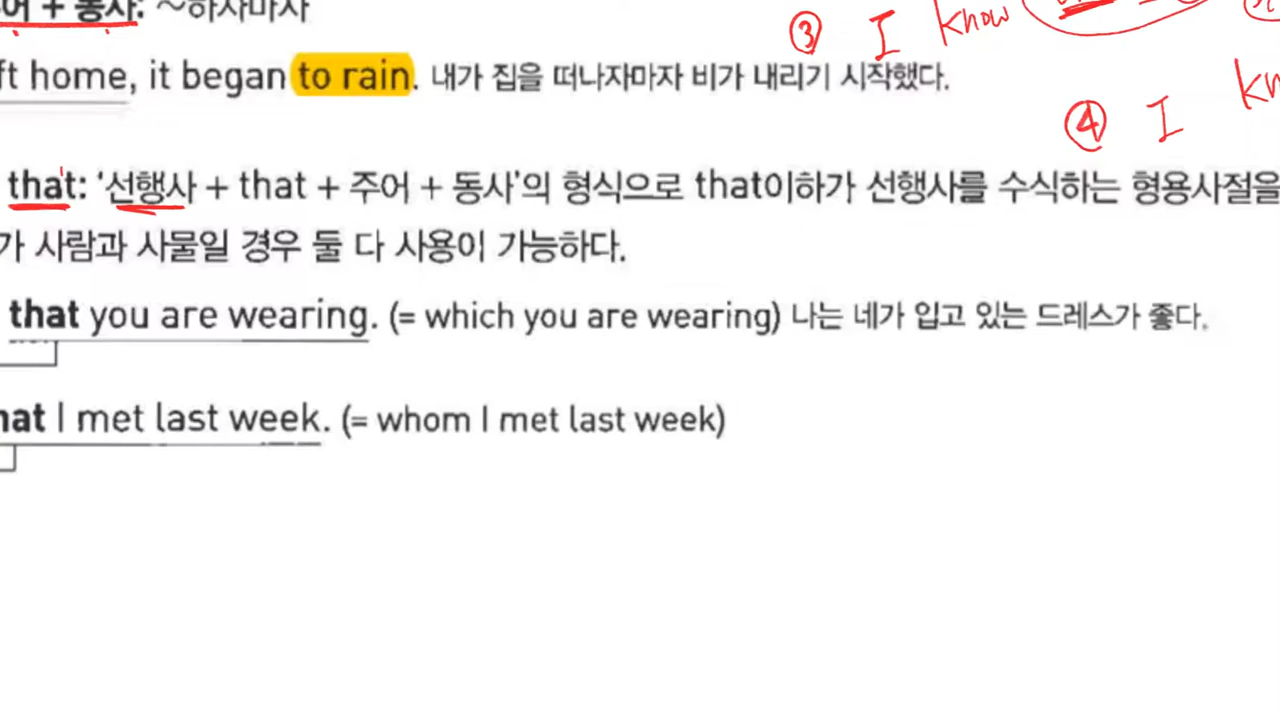 어 + 동사: ~하자마자
③ I know
ft home, it began to rain. 내가 집을 떠나자마자 비가 내리기 시작했다.
④ I kn
that: '선행사 + that + 주어 + 동사'의 형식으로 that이하가 선행사를 수식하는 형용사절을
가 사람과 사물일 경우 둘 다 사용이 가능하다.
that you are wearing. (= which you are wearing) 나는 네가 입고 있는 드레스가 좋다.
hat I met last week. (= whom I met last week)